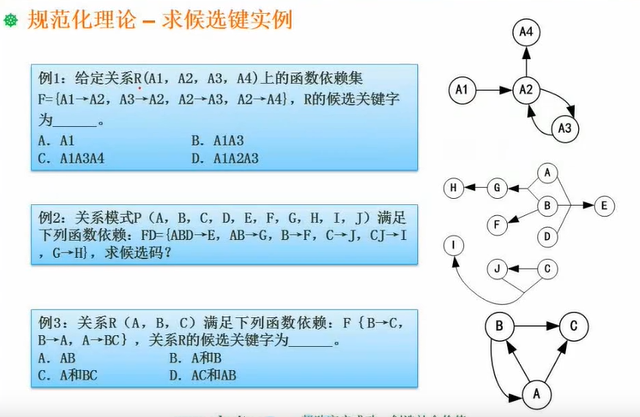 规范化理论 – 求候选键实例
例1: 给定关系R(A1, A2, A3, A4)上的函数依赖集
F={A1→A2, A3→A2, A2→A3, A2→A4}, R的候选关键字
为______。
A. A1 B. A1A3
C. A1A3A4 D. A1A2A3
A4
A1 A2
A3
例2: 关系模式P (A, B, C, D, E, F, G, H, I, J) 满足
下列函数依赖: FD={ABD→E, AB→G, B→F, C→J, CJ→I
, G→H}, 求候选码?
A
H G
B E
F
D
I
J C
例3: 关系R (A, B, C) 满足下列函数依赖: F {B→C,
B→A, A→BC}, 关系R的候选关键字为______。
A. AB B. A和B
C. A和BC D. AC和AB
B C
A